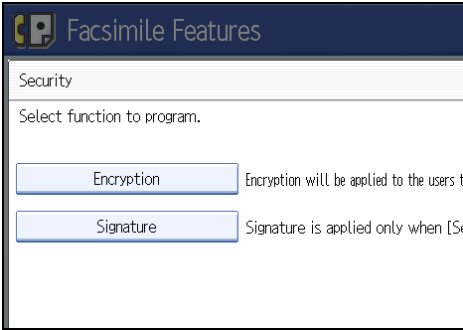 Facsimile Features
Security
Select function to program.
Encryption
Encryption will be applied to the users
Signature
Signature is applied only when